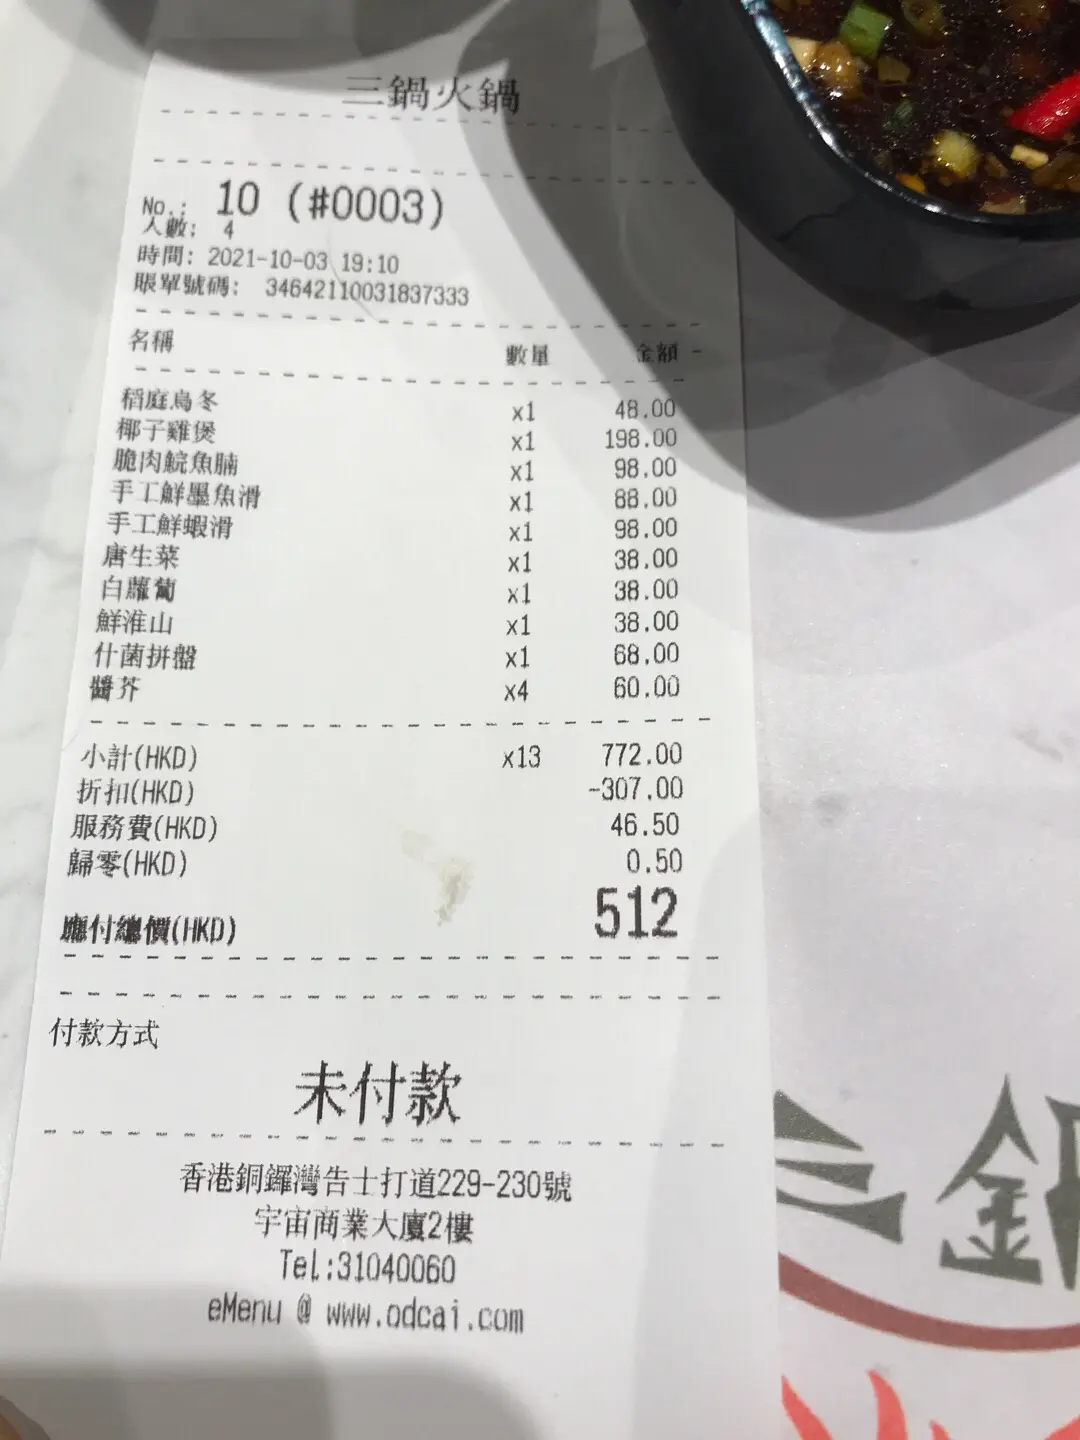 三鍋火鍋
No.: 10 (#0003)
人數: 4
時間: 2021-10-03 19:10
賬單號碼: 346421100031837333
名稱 數量 金額
稻庭烏冬 x1 48.00
椰子雞煲 x1 198.00
脆肉鯇魚腩 x1 98.00
手工鮮墨魚滑 x1 88.00
手工鮮蝦滑 x1 98.00
唐生菜 x1 38.00
白蘿蔔 x1 38.00
鮮淮山 x1 38.00
什菌拼盤 x1 68.00
醬芥 x4 60.00
小計(HKD) x13 772.00
折扣(HKD) -307.00
服務費(HKD) 46.50
歸零(HKD) 0.50
應付總價(HKD) 512
付款方式
未付款
香港銅鑼灣告士打道229-230號
宇宙商業大廈2樓
Tel:31040060
eMenu @ www.odcai.com
三鍋